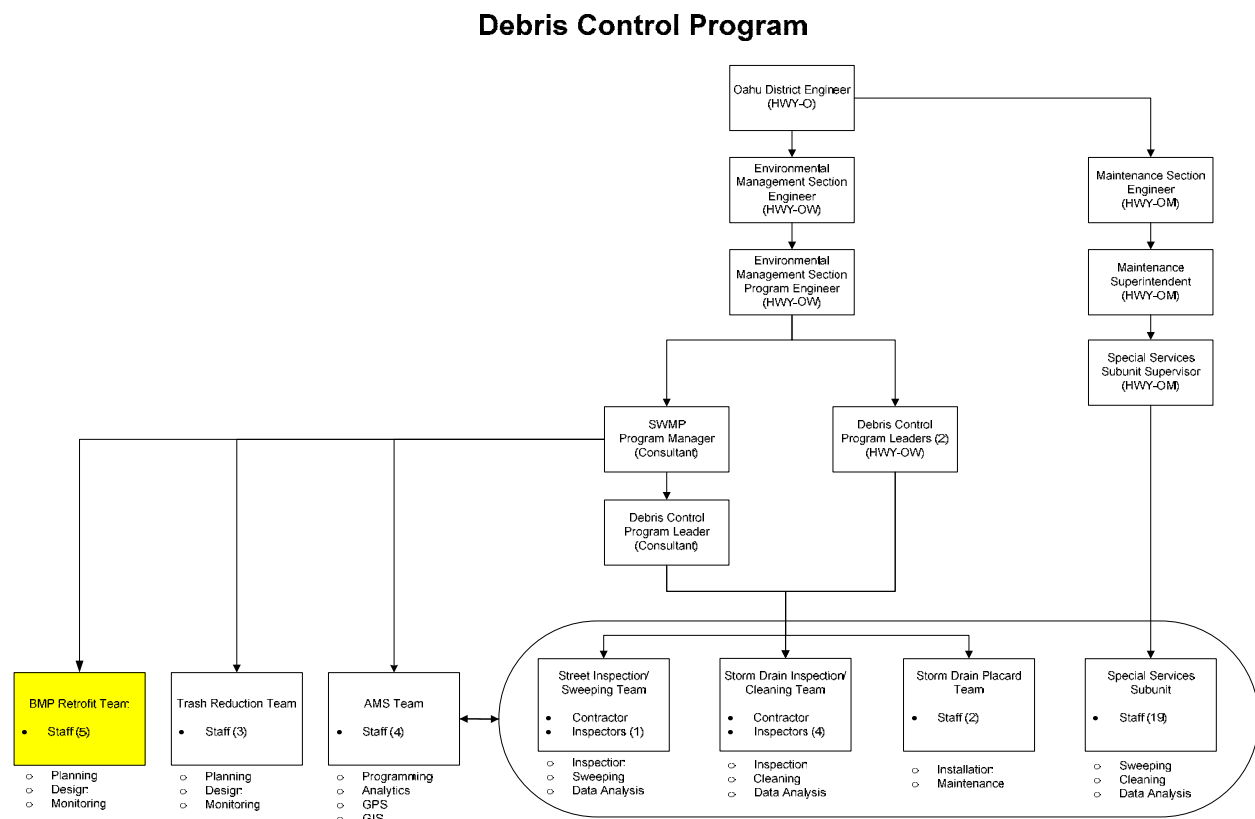 Debris Control Program
Oahu District Engineer
(HWY-O)
Environmental
Management Section
Engineer
(HWY-OW)
Maintenance Section
Engineer
(HWY-OM)
Environmental
Management Section
Program Engineer
(HWY-OW)
Maintenance
Superintendent
(HWY-OM)
Special Services
Subunit Supervisor
(HWY-OM)
SWMP
Program Manager
(Consultant)
Debris Control
Program Leaders (2)
(HWY-OW)
Debris Control
Program Leader
(Consultant)
BMP Retrofit Team
• Staff (5)
○ Planning
○ Design
○ Monitoring
Trash Reduction Team
• Staff (3)
○ Planning
○ Design
○ Monitoring
AMS Team
• Staff (4)
○ Programming
○ Analytics
○ GPS
○ GIS
Street Inspection/
Sweeping Team
• Contractor
• Inspectors (1)
○ Inspection
○ Sweeping
○ Data Analysis
Storm Drain Inspection/
Cleaning Team
• Contractor
• Inspectors (4)
○ Inspection
○ Cleaning
○ Data Analysis
Storm Drain Placard
Team
• Staff (2)
○ Installation
○ Maintenance
Special Services
Subunit
• Staff (19)
○ Sweeping
○ Cleaning
○ Data Analysis